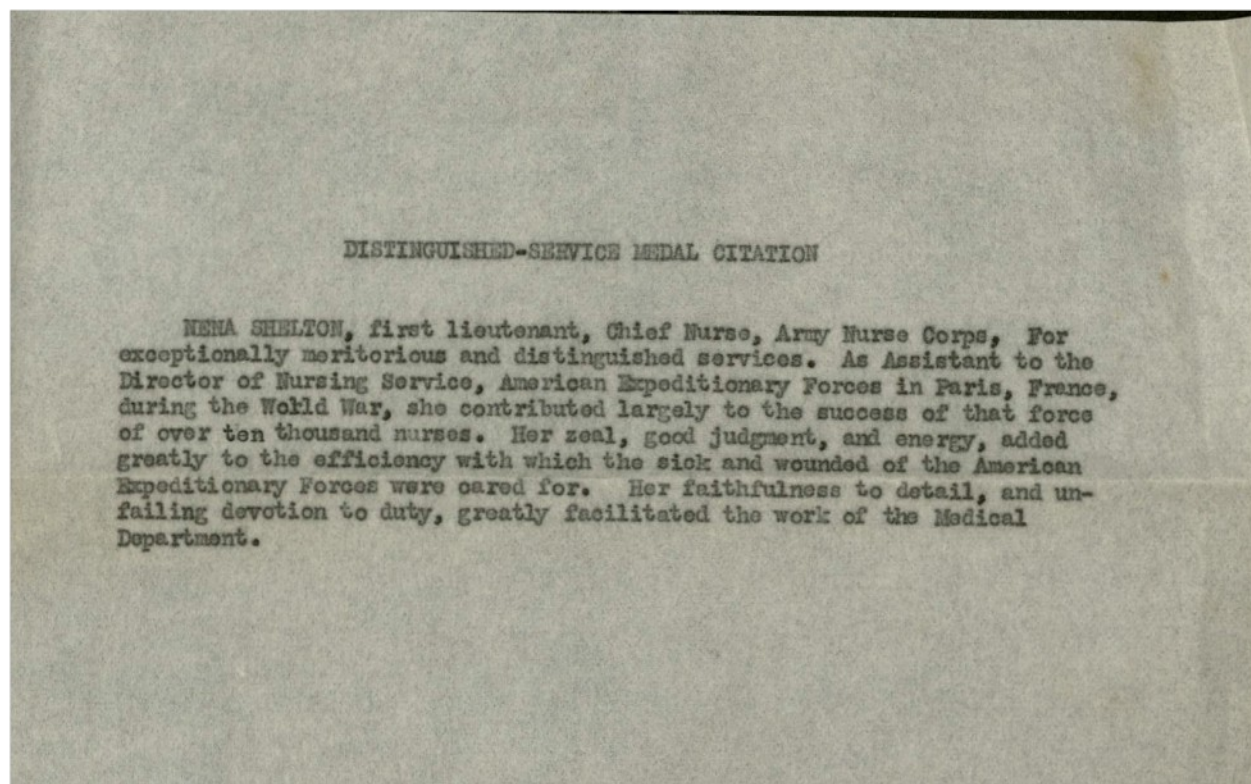 DISTINGUISHED-SERVICE MEDAL CITATION
NENA SHELTON, first lieutenant, Chief Nurse, Army Nurse Corps, For
exceptionally meritorious and distinguished services. As Assistant to the
Director of Nursing Service, American Expeditionary Forces in Paris, France,
during the World War, she contributed largely to the success of that force
of over ten thousand nurses. Her zeal, good judgment, and energy, added
greatly to the efficiency with which the sick and wounded of the American
Expeditionary Forces were cared for. Her faithfulness to detail, and un-
failing devotion to duty, greatly facilitated the work of the Medical
Department.